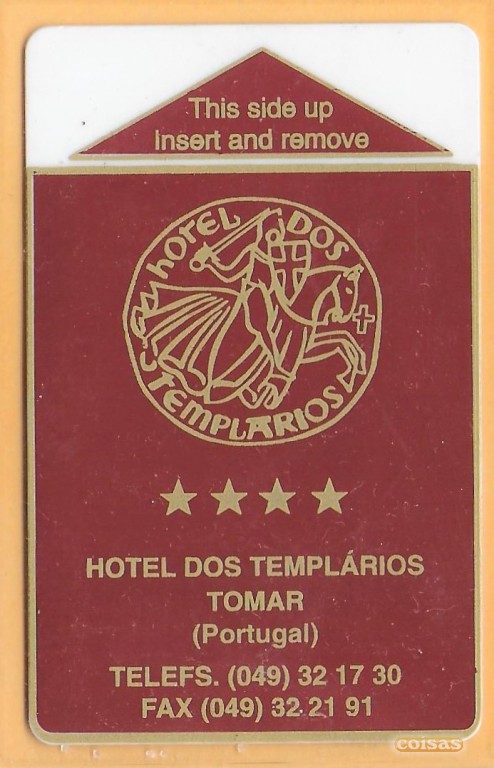 This side up
Insert and remove
HOTEL DOS
TEMPLÁRIOS
★★★★
HOTEL DOS TEMPLÁRIOS
TOMAR
(Portugal)
TELEFS. (049) 32 17 30
FAX (049) 32 21 91
coisas